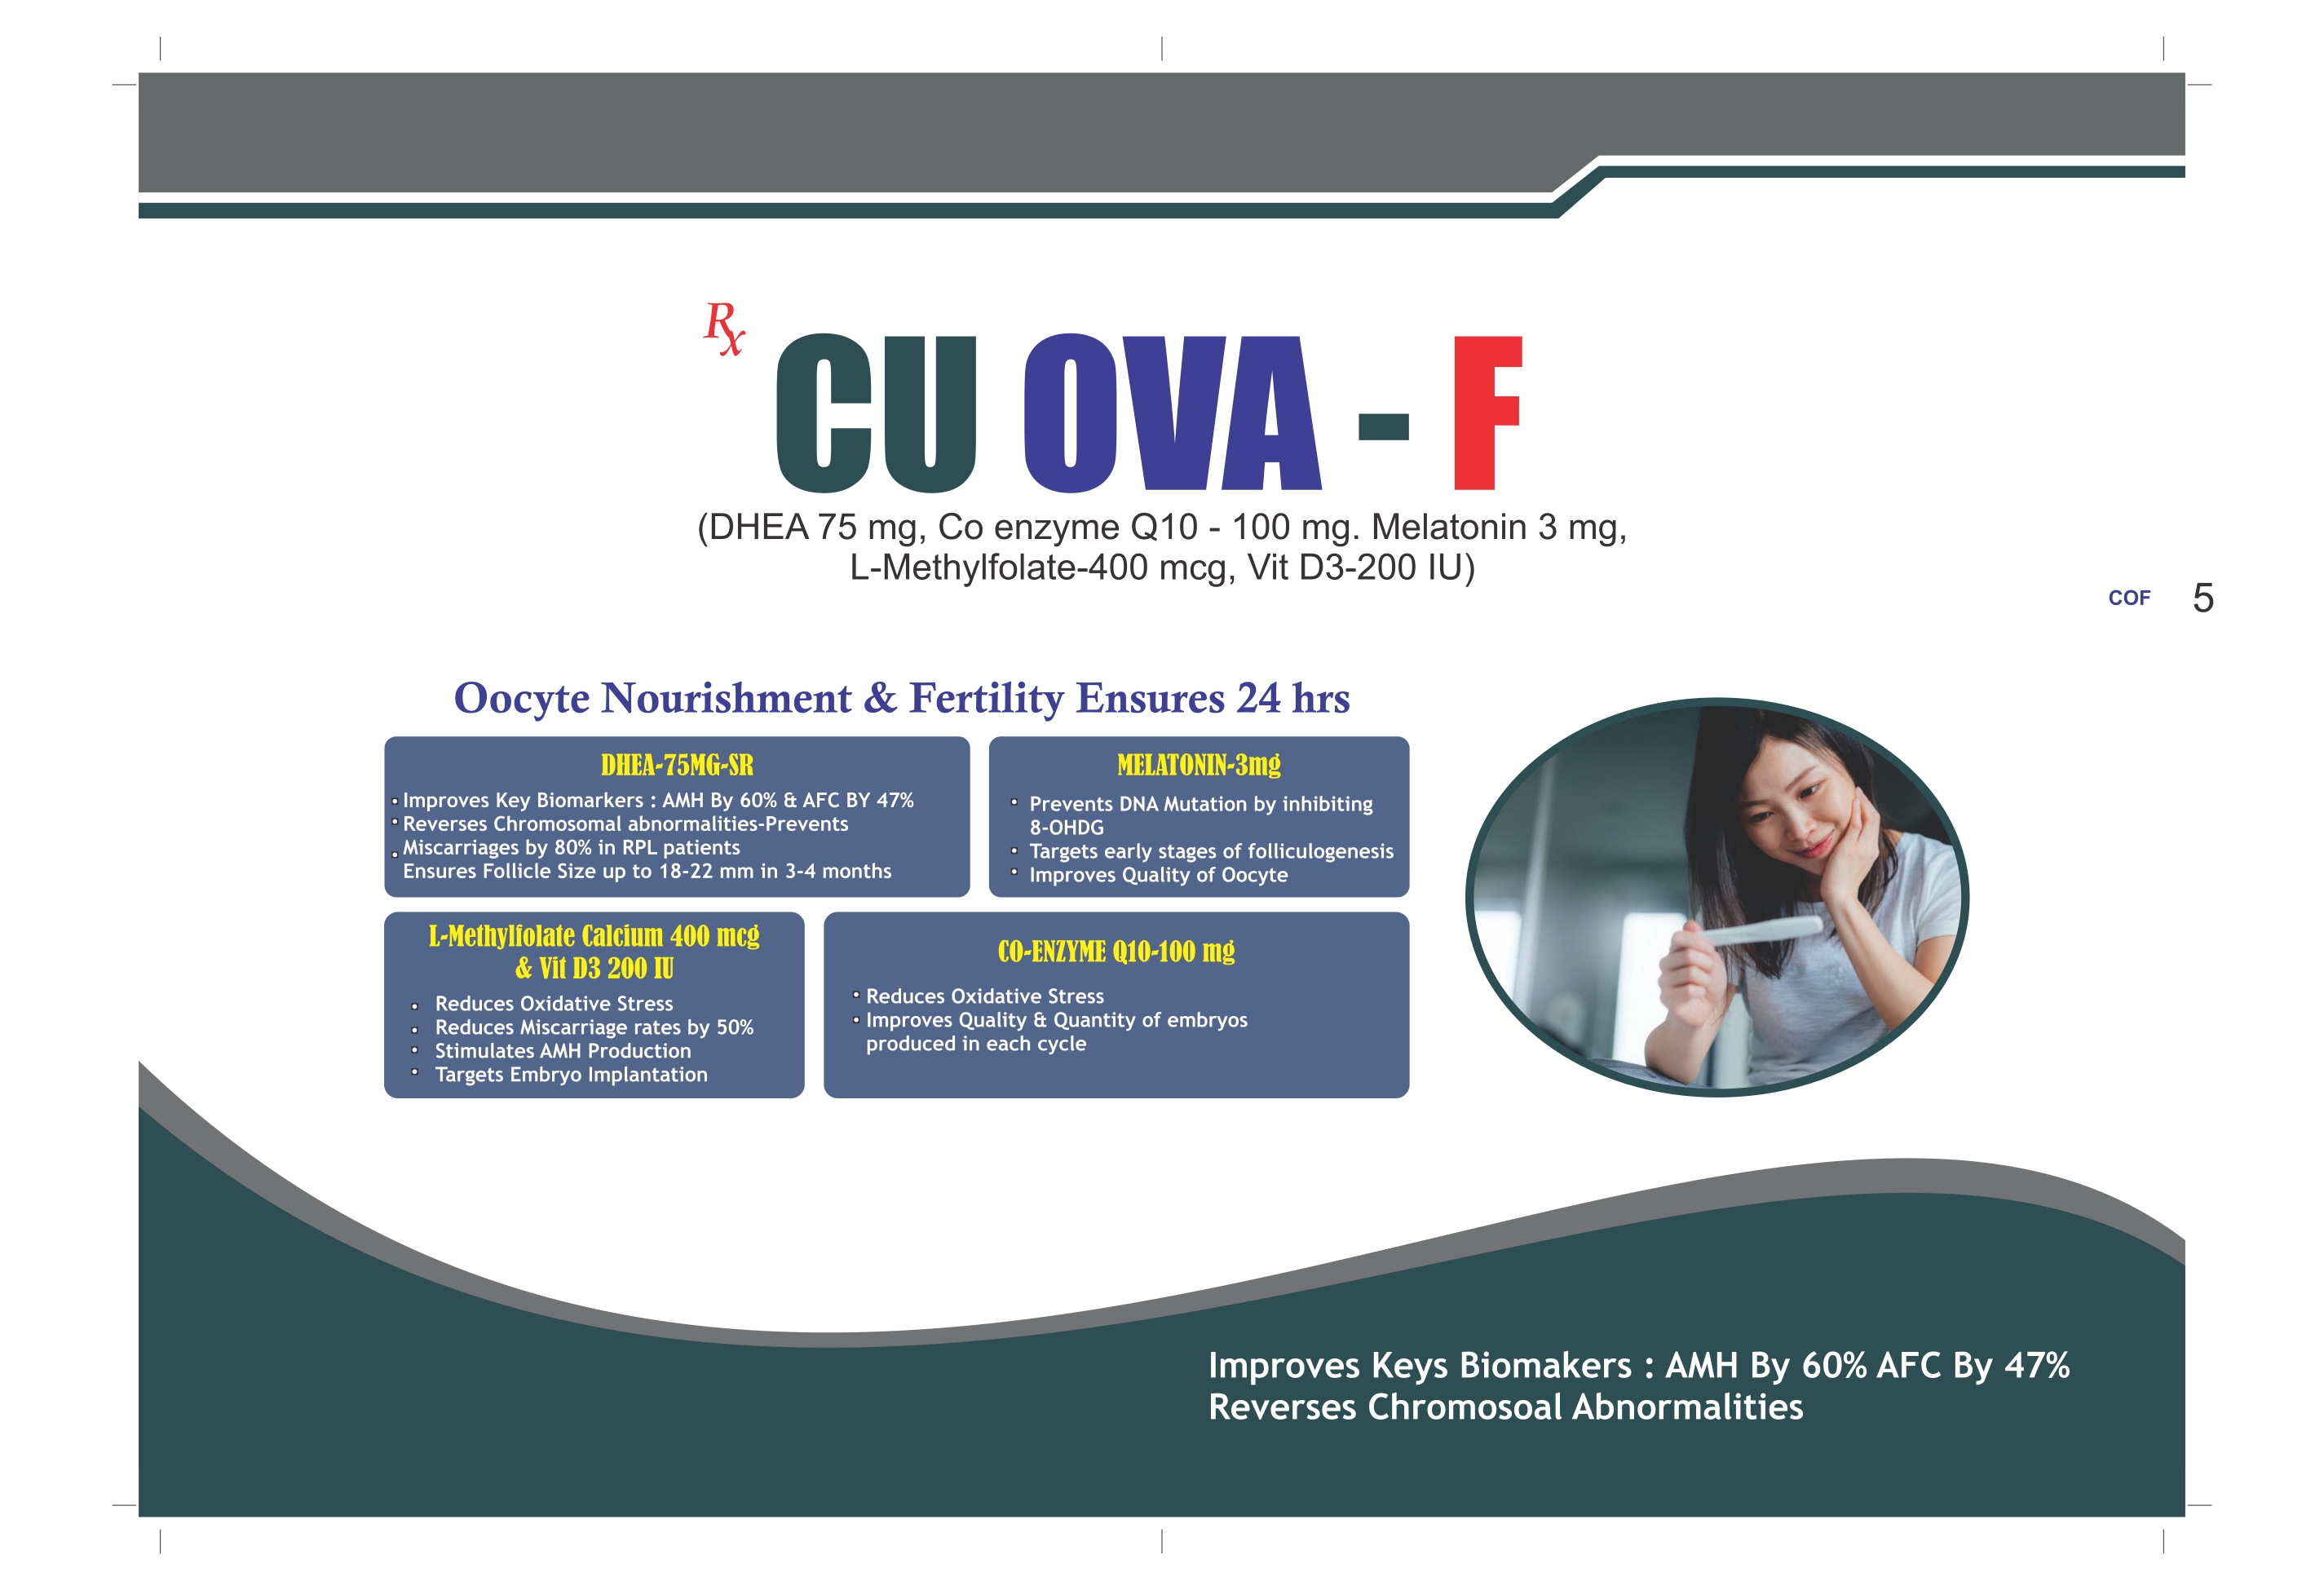 Rx
CU OVA - F
(DHEA 75 mg, Co enzyme Q10 - 100 mg. Melatonin 3 mg,
L-Methylfolate-400 mcg, Vit D3-200 IU)
COF 5
Oocyte Nourishment & Fertility Ensures 24 hrs
DHEA-75MG-SR
• Improves Key Biomarkers : AMH By 60% & AFC BY 47%
• Reverses Chromosomal abnormalities-Prevents
• Miscarriages by 80% in RPL patients
Ensures Follicle Size up to 18-22 mm in 3-4 months
MELATONIN-3mg
• Prevents DNA Mutation by inhibiting
8-OHDG
• Targets early stages of folliculogenesis
• Improves Quality of Oocyte
L-Methylfolate Calcium 400 mcg
& Vit D3 200 IU
• Reduces Oxidative Stress
• Reduces Miscarriage rates by 50%
• Stimulates AMH Production
• Targets Embryo Implantation
CO-ENZYME Q10-100 mg
• Reduces Oxidative Stress
• Improves Quality & Quantity of embryos
produced in each cycle
Improves Keys Biomakers : AMH By 60% AFC By 47%
Reverses Chromosoal Abnormalities